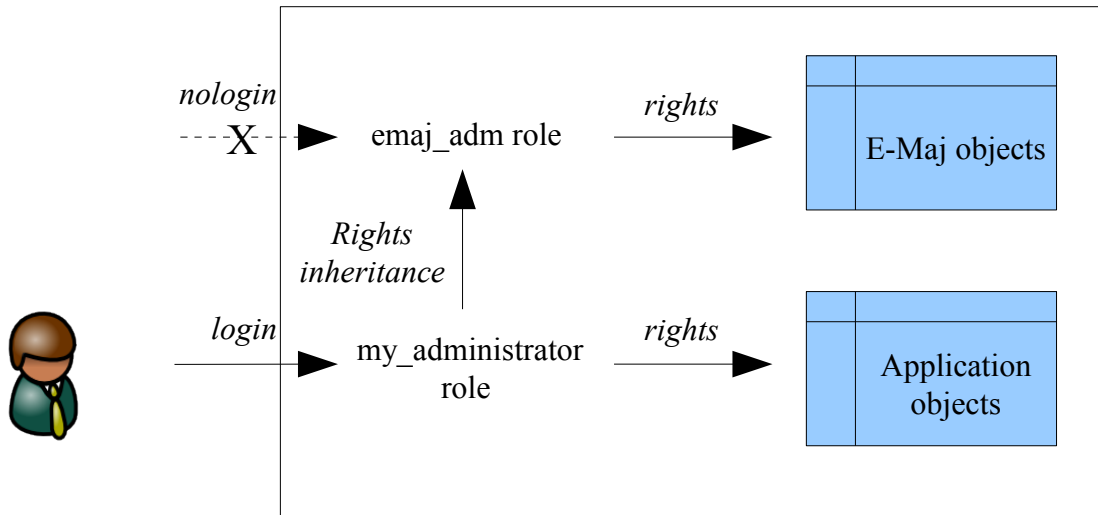 nologin
X
emaj_adm role
rights
E-Maj objects
Rights
inheritance
login
my_administrator
role
rights
Application
objects